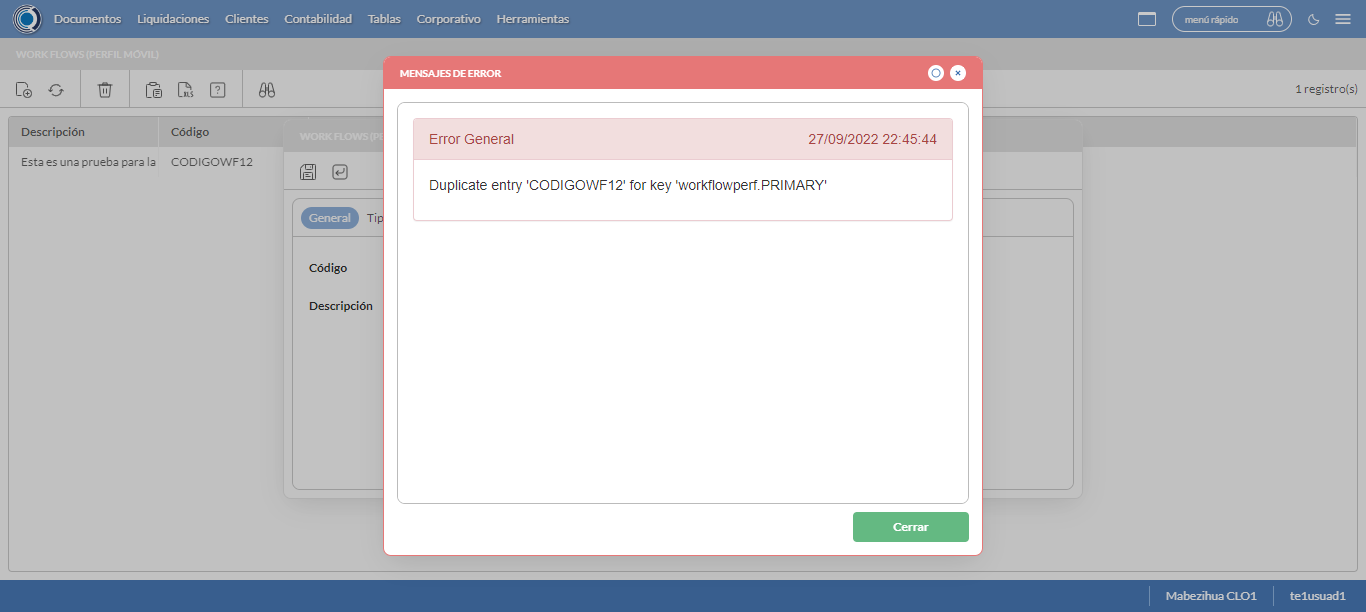 Documentos Liquidaciones Clientes Contabilidad Tablas Corporativo Herramientas menú rápido
WORK FLOWS (PERFIL MÓVIL)
MENSAJES DE ERROR
XLS ? 1 registro(s)
Descripción Código
WORK FLOWS (PE
Error General 27/09/2022 22:45:44
Esta es una prueba para la CODIGOWF12
Duplicate entry 'CODIGOWF12' for key 'workflowperf.PRIMARY'
General Tip
Código
Descripción
Cerrar
Mabezihua CLO1 te1usuad1